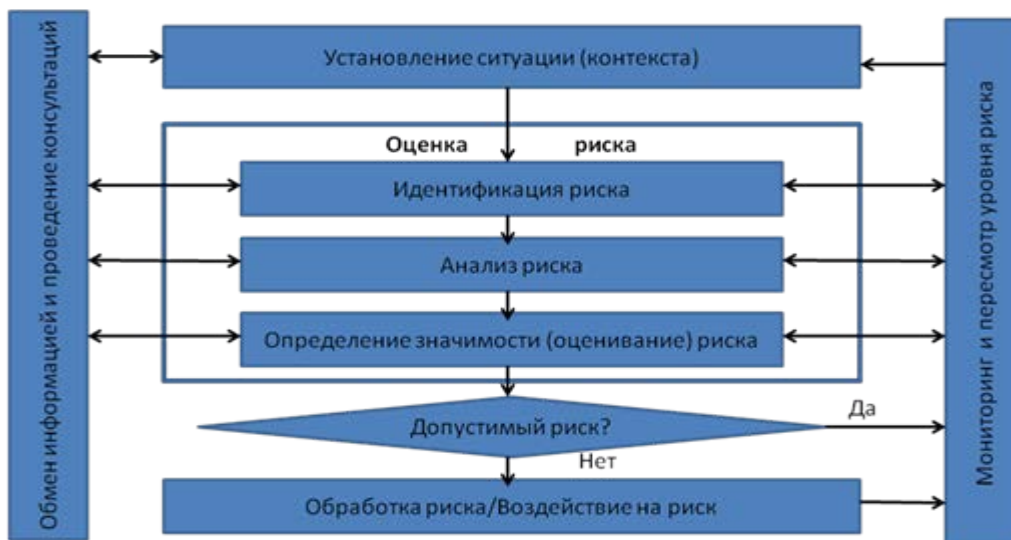 Обмен информацией и проведение консультаций
Установление ситуации (контекста)
Оценка риска
Идентификация риска
Анализ риска
Определение значимости (оценивание) риска
Допустимый риск?
Да
Нет
Обработка риска/Воздействие на риск
Мониторинг и пересмотр уровня риска